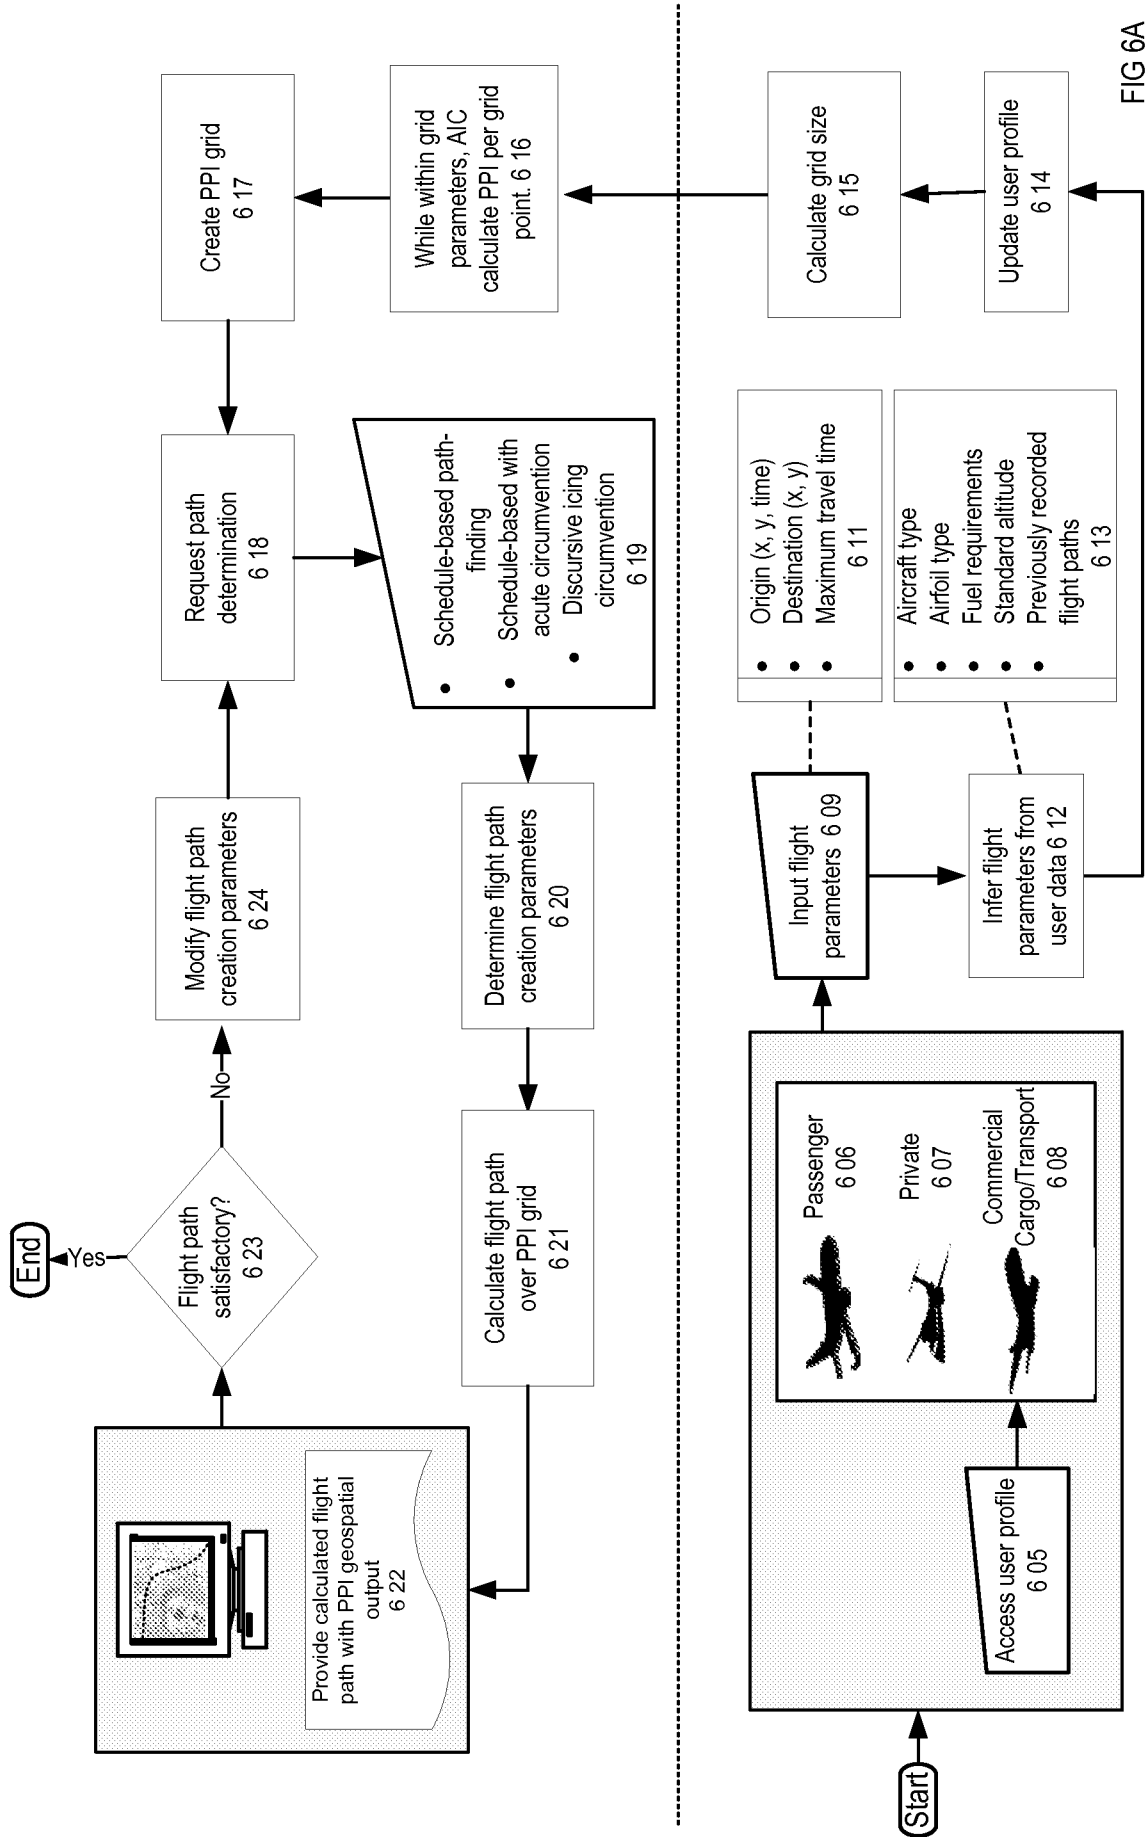 Start
Access user profile
6 05
Passenger
6 06
Private
6 07
Commercial
Cargo/Transport
6 08
Input flight
parameters 6 09
• Origin (x, y, time)
• Destination (x, y)
• Maximum travel time
6 11
Infer flight
parameters from
user data 6 12
• Aircraft type
• Airfoil type
• Fuel requirements
• Standard altitude
• Previously recorded
flight paths
6 13
Update user profile
6 14
Calculate grid size
6 15
While within grid
parameters, AIC
calculate PPI per grid
point. 6 16
Create PPI grid
6 17
Request path
determination
6 18
• Schedule-based path-
finding
• Schedule-based with
acute circumvention
• Discursive icing
circumvention
6 19
Determine flight path
creation parameters
6 20
Calculate flight path
over PPI grid
6 21
Provide calculated flight
path with PPI geospatial
output
6 22
Flight path
satisfactory?
6 23
Yes
End
No
Modify flight path
creation parameters
6 24
FIG 6A